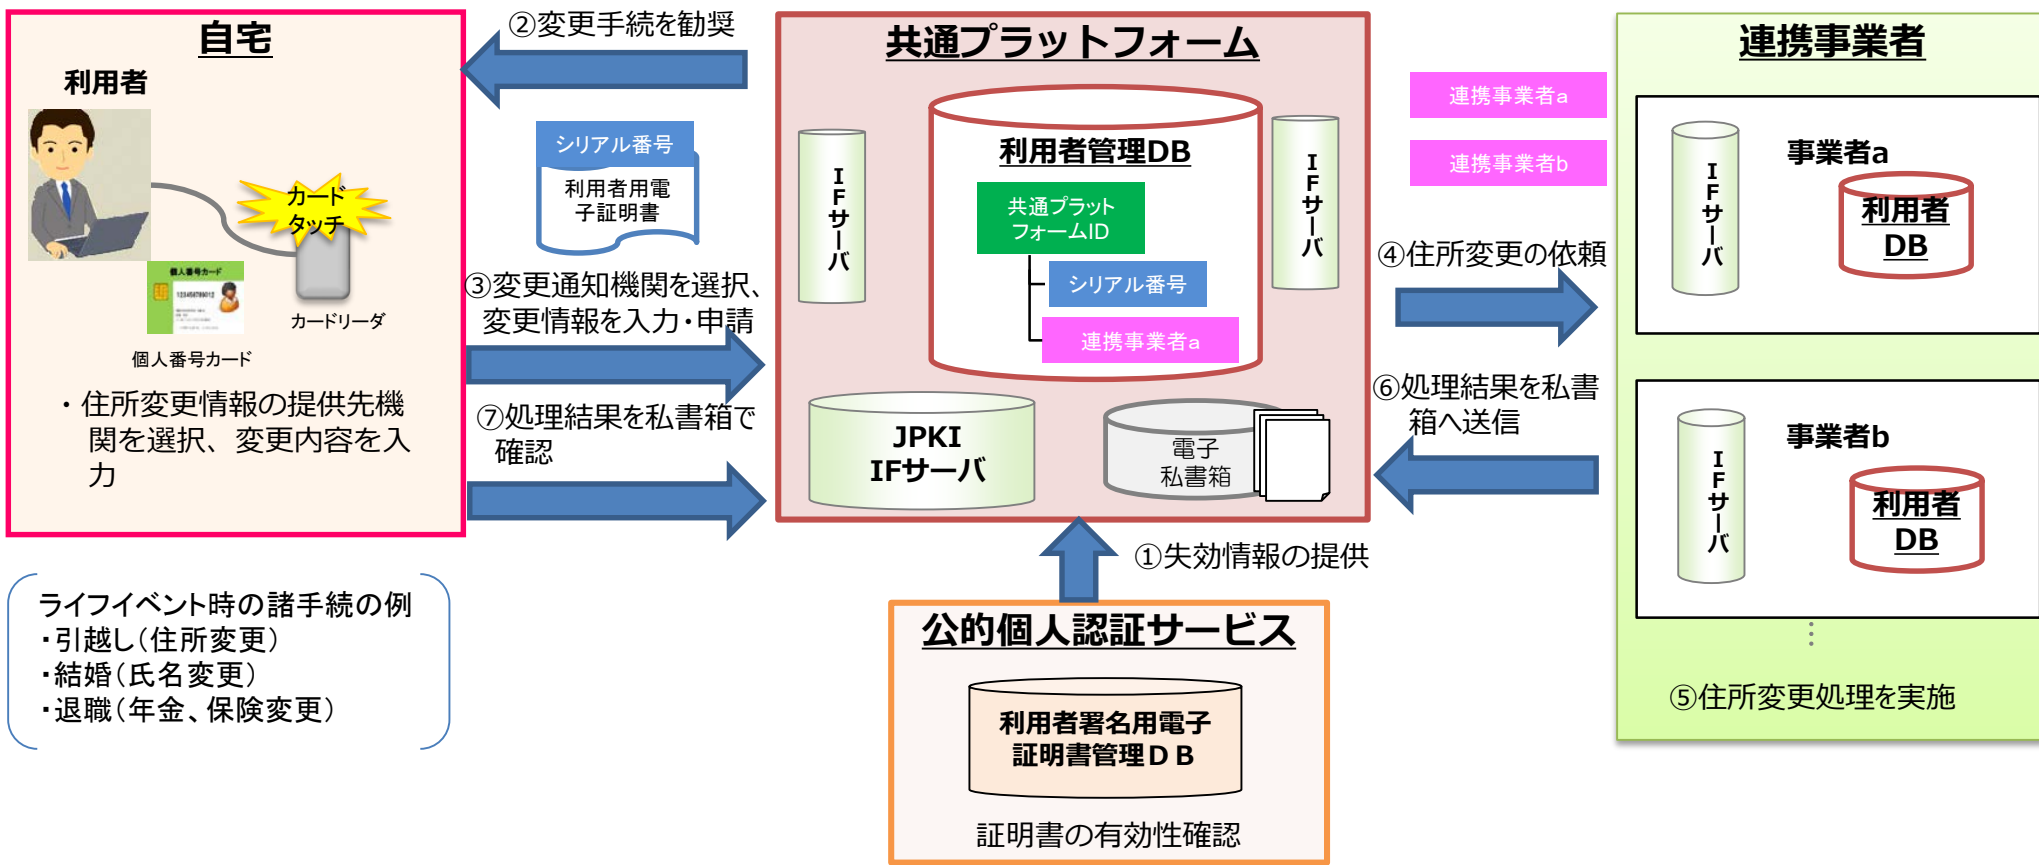 自宅
利用者
カード
タッチ
個人番号カード
123456789012
カードリーダ
個人番号カード
・住所変更情報の提供先機
関を選択、変更内容を入
力
②変更手続を勧奨
シリアル番号
利用者用電
子証明書
③変更通知機関を選択、
変更情報を入力・申請
⑦処理結果を私書箱で
確認
共通プラットフォーム
IFサーバ
利用者管理DB
共通プラット
フォームID
シリアル番号
連携事業者a
IFサーバ
JPKI
IFサーバ
電子
私書箱
①失効情報の提供
公的個人認証サービス
利用者署名用電子
証明書管理DB
証明書の有効性確認
連携事業者a
連携事業者b
④住所変更の依頼
⑥処理結果を私書
箱へ送信
連携事業者
IFサーバ
事業者a
利用者
DB
IFサーバ
事業者b
利用者
DB
⑤住所変更処理を実施
ライフイベント時の諸手続の例
・引越し(住所変更)
・結婚(氏名変更)
・退職(年金、保険変更)